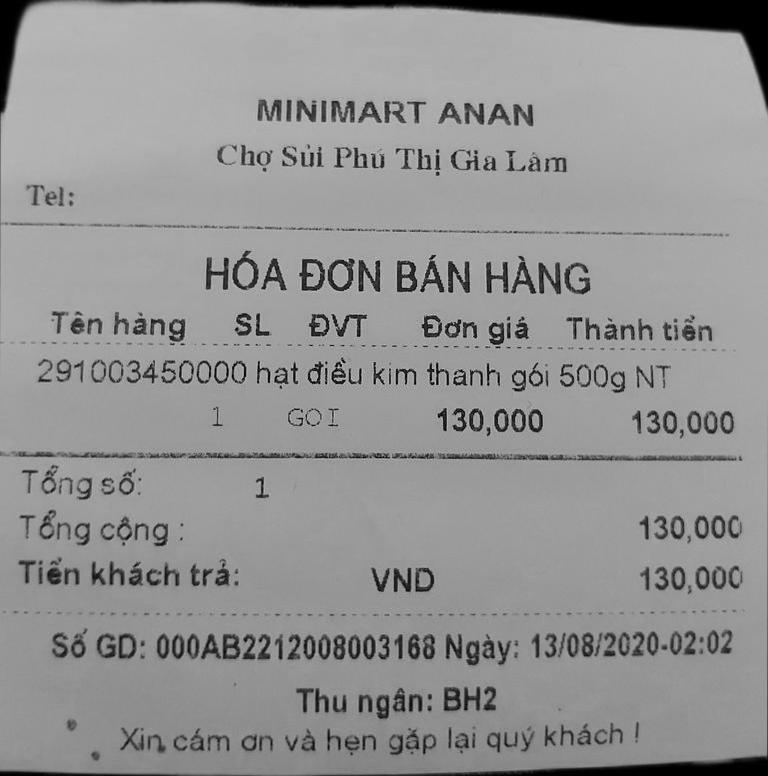 MINIMART ANAN
Chợ Sủi Phú Thị Gia Lâm
Tel:
HÓA ĐƠN BÁN HÀNG
Tên hàng SL ĐVT Đơn giá Thành tiền
291003450000 hạt điều kim thanh gói 500g NT
1 GOI 130,000 130,000
Tổng số: 1
Tổng cộng : 130,000
Tiền khách trả: VND 130,000
Số GD: 000AB2212008003168 Ngày: 13/08/2020-02:02
Thu ngân: BH2
Xin cám ơn và hẹn gặp lại quý khách !